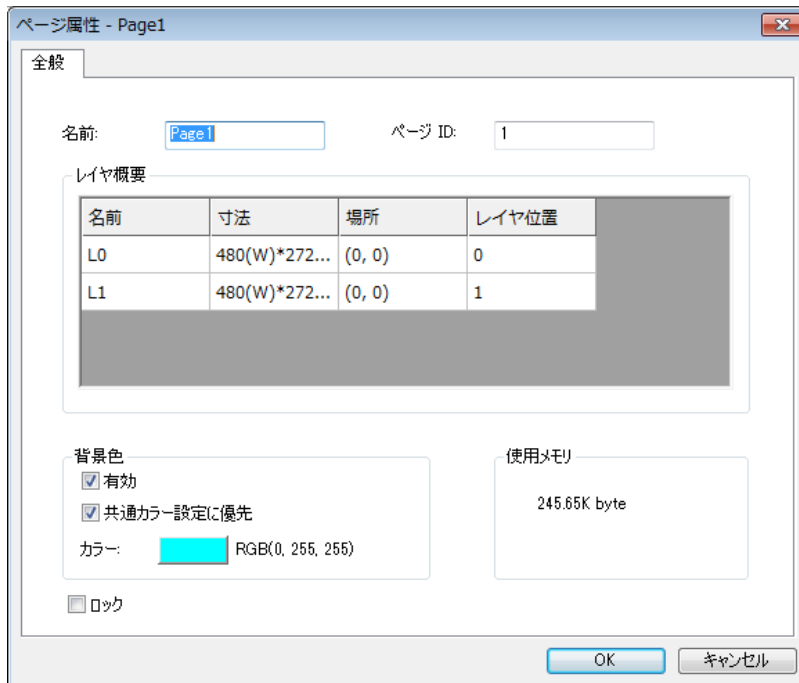 ページ属性 - Page1
全般
名前: Page1 ページ ID: 1
レイヤ概要
名前 寸法 場所 レイヤ位置
L0 480(W)*272... (0, 0) 0
L1 480(W)*272... (0, 0) 1
背景色
有効
共通カラー設定に優先
カラー: RGB(0, 255, 255)
使用メモリ
245.65K byte
ロック
OK キャンセル